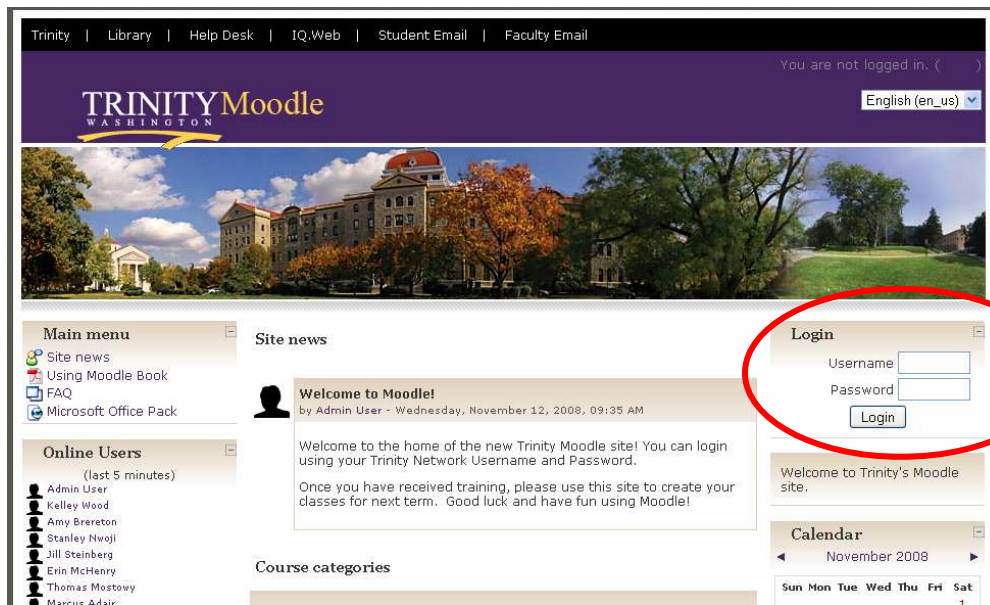 Trinity | Library | Help Desk | IQ.Web | Student Email | Faculty Email
You are not logged in. ( )
TRINITY Moodle
WASHINGTON
English (en_us)
Main menu
Site news
Using Moodle Book
FAQ
Microsoft Office Pack
Online Users
(last 5 minutes)
Admin User
Kelley Wood
Amy Brereton
Stanley Nwoji
Jill Steinberg
Erin McHenry
Thomas Mostowy
Marcus Adair
Site news
Welcome to Moodle!
by Admin User - Wednesday, November 12, 2008, 09:35 AM
Welcome to the home of the new Trinity Moodle site! You can login
using your Trinity Network Username and Password.
Once you have received training, please use this site to create your
classes for next term. Good luck and have fun using Moodle!
Course categories
Login
Username
Password
Login
Welcome to Trinity's Moodle
site.
Calendar
November 2008
Sun Mon Tue Wed Thu Fri Sat
1